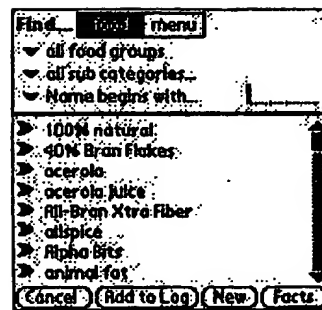 Find... food menu
all food groups
all sub categories...
Name begins with...
100% natural
40% Bran Flakes
acerola
acerola juice
All-Bran Xtra Fiber
allspice
Alpha Bits
animal fat
Cancel Add to Log New Facts